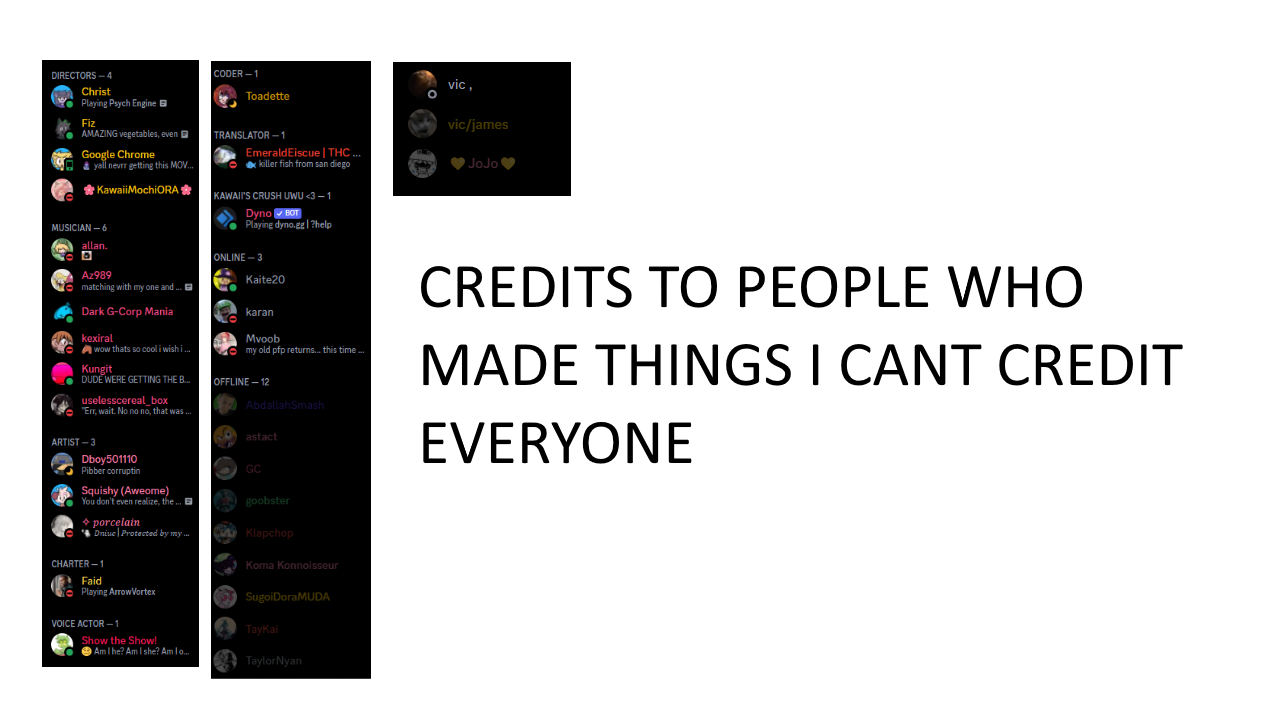 DIRECTORS — 4
Christ
Playing Psych Engine
Fiz
AMAZING vegetables, even
Google Chrome
yall nevrr getting this MOV...
🌸 KawaiiMochiORA 🌸
MUSICIAN — 6
allan.
Az989
matching with my one and ...
Dark G-Corp Mania
kexiral
wow thats so cool i wish i ...
Kungit
DUDE WERE GETTING THE B...
uselesscereal_box
"Err, wait. No no no, that was ...
ARTIST — 3
Dboy501110
Pibber corruptin
Squishy (Aweome)
You don't even realize, the ...
✧ porcelain
Dniuc | Protected by my ...
CHARTER — 1
Faid
Playing ArrowVortex
VOICE ACTOR — 1
Show the Show!
Am I he? Am I she? Am I o...
CODER — 1
Toadette
TRANSLATOR — 1
EmeraldEiscue | THC ...
🐟 killer fish from san diego
KAWAII'S CRUSH UWU <3 — 1
Dyno ✓ BOT
Playing dyno.gg | ?help
ONLINE — 3
Kaite20
karan
Mvoob
my old pfp returns... this time ...
OFFLINE — 12
AbdallahSmash
astact
GC
goobster
Klapchop
Koma Konnoisseur
SugoiDoraMUDA
TayKai
TaylorNyan
vic ,
vic/james
💛 JoJo 💛
CREDITS TO PEOPLE WHO
MADE THINGS I CANT CREDIT
EVERYONE